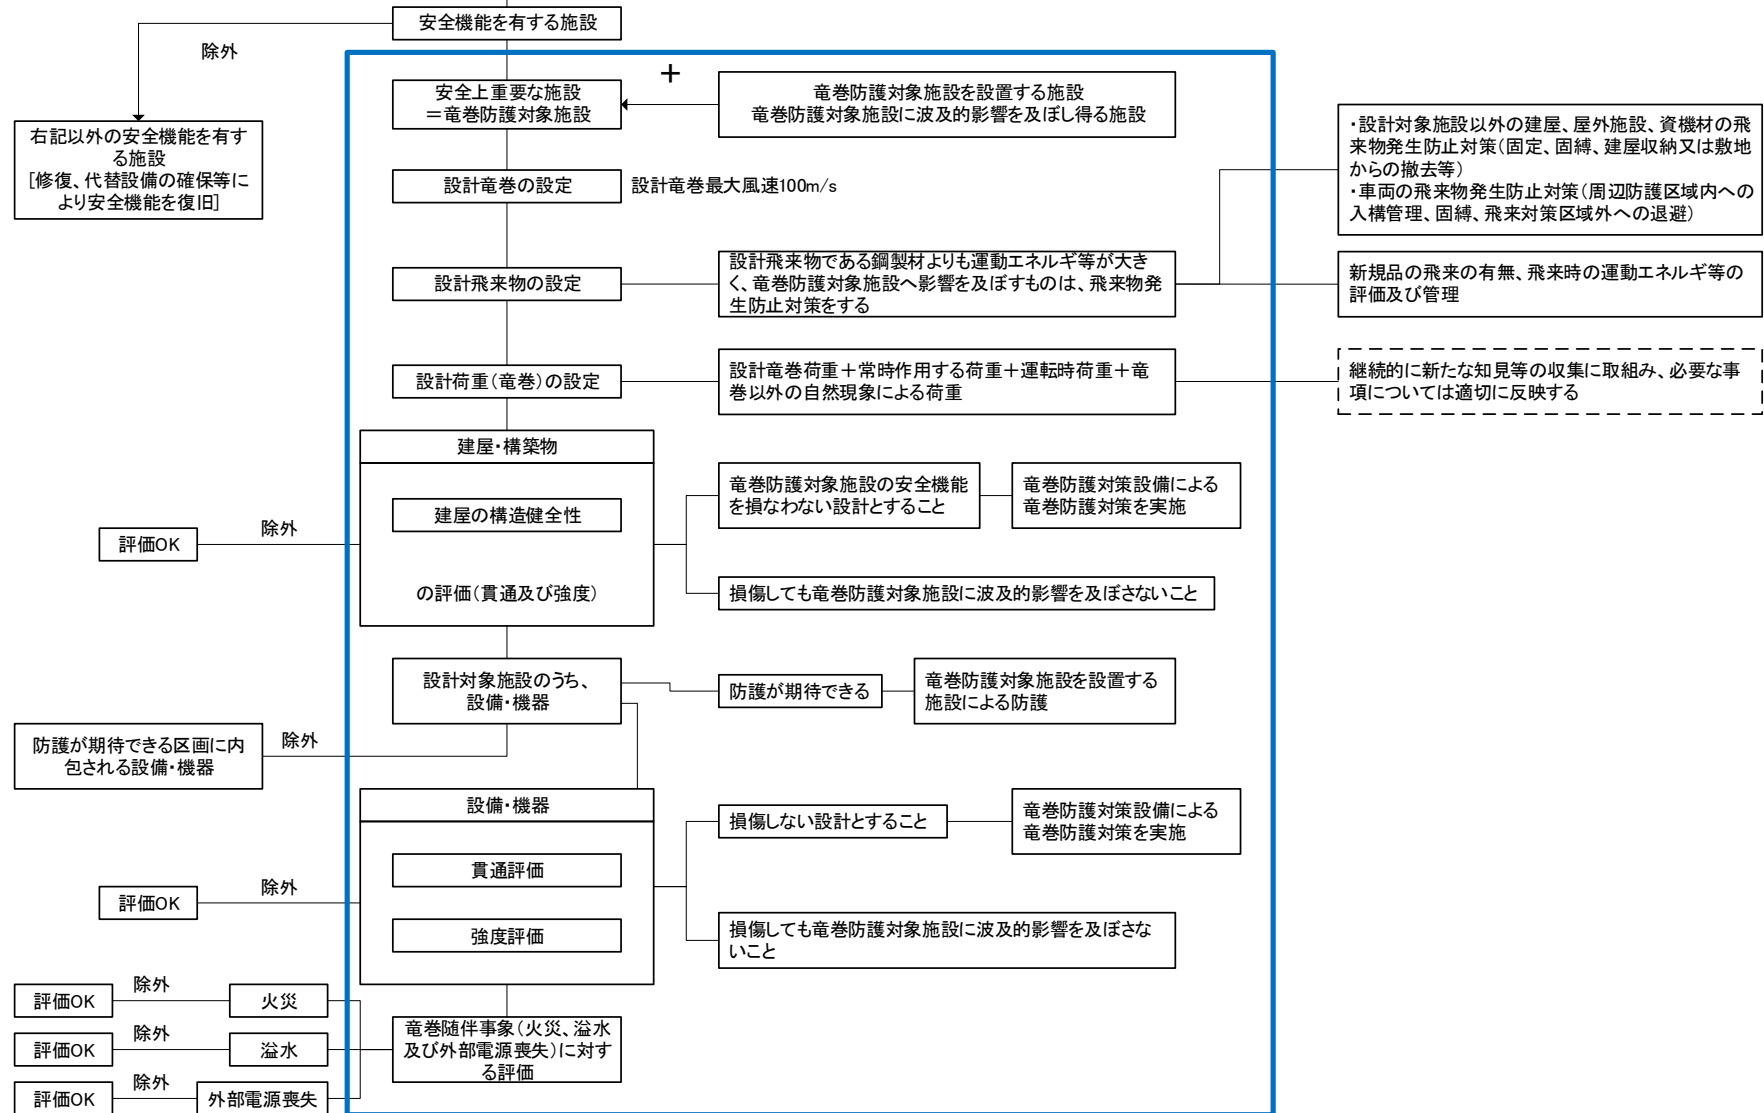 安全機能を有する施設
除外
安全上重要な施設
＝竜巻防護対象施設
＋
竜巻防護対象施設を設置する施設
竜巻防護対象施設に波及的影響を及ぼし得る施設
右記以外の安全機能を有す
る施設
［修復、代替設備の確保等に
より安全機能を復旧］
・設計対象施設以外の建屋、屋外施設、資機材の飛
来物発生防止対策（固定、固縛、建屋収納又は敷地
からの撤去等）
・車両の飛来物発生防止対策（周辺防護区域内への
入構管理、固縛、飛来対策区域外への退避）
設計竜巻の設定
設計竜巻最大風速100m/s
設計飛来物の設定
設計飛来物である鋼製材よりも運動エネルギ等が大き
く、竜巻防護対象施設へ影響を及ぼすものは、飛来物発
生防止対策をする
新規品の飛来の有無、飛来時の運動エネルギ等の
評価及び管理
設計荷重（竜巻）の設定
設計竜巻荷重＋常時作用する荷重＋運転時荷重＋竜
巻以外の自然現象による荷重
継続的に新たな知見等の収集に取組み、必要な事
項については適切に反映する
建屋・構築物
建屋の構造健全性
の評価（貫通及び強度）
除外
評価OK
竜巻防護対象施設の安全機能
を損なわない設計とすること
竜巻防護対策設備による
竜巻防護対策を実施
損傷しても竜巻防護対象施設に波及的影響を及ぼさないこと
設計対象施設のうち、
設備・機器
防護が期待できる
竜巻防護対象施設を設置する
施設による防護
除外
防護が期待できる区画に内
包される設備・機器
設備・機器
貫通評価
強度評価
除外
評価OK
損傷しない設計とすること
竜巻防護対策設備による
竜巻防護対策を実施
損傷しても竜巻防護対象施設に波及的影響を及ぼさな
いこと
評価OK
除外
火災
評価OK
除外
溢水
評価OK
除外
外部電源喪失
竜巻随伴事象（火災、溢水
及び外部電源喪失）に対す
る評価